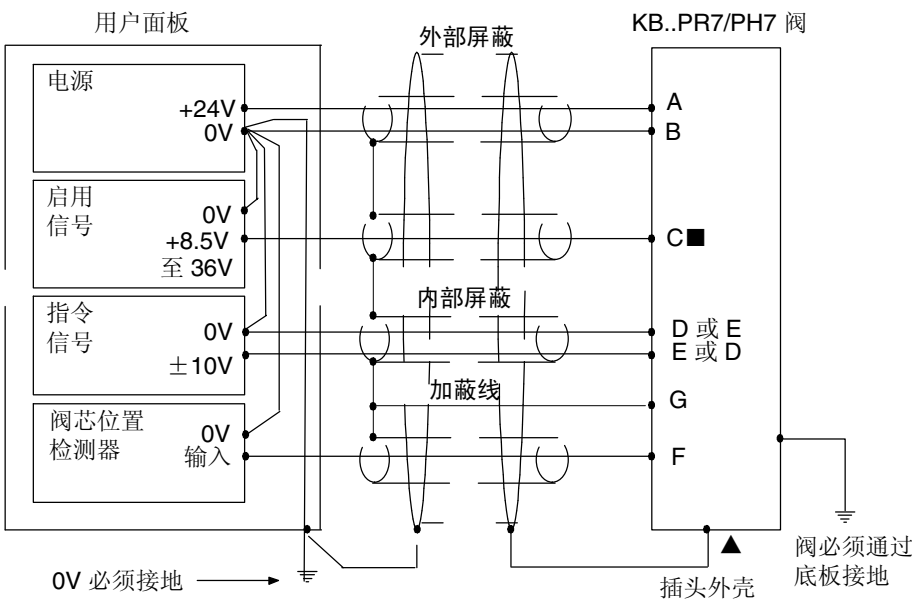 用户面板
外部屏蔽
KB..PR7/PH7 阀
电源
+24V
0V
A
B
启用
信号
0V
+8.5V
至 36V
C■
指令
信号
0V
±10V
内部屏蔽
D 或 E
E 或 D
加蔽线
G
阀芯位置
检测器
0V
输入
F
0V 必须接地
▲
插头外壳
阀必须通过
底板接地